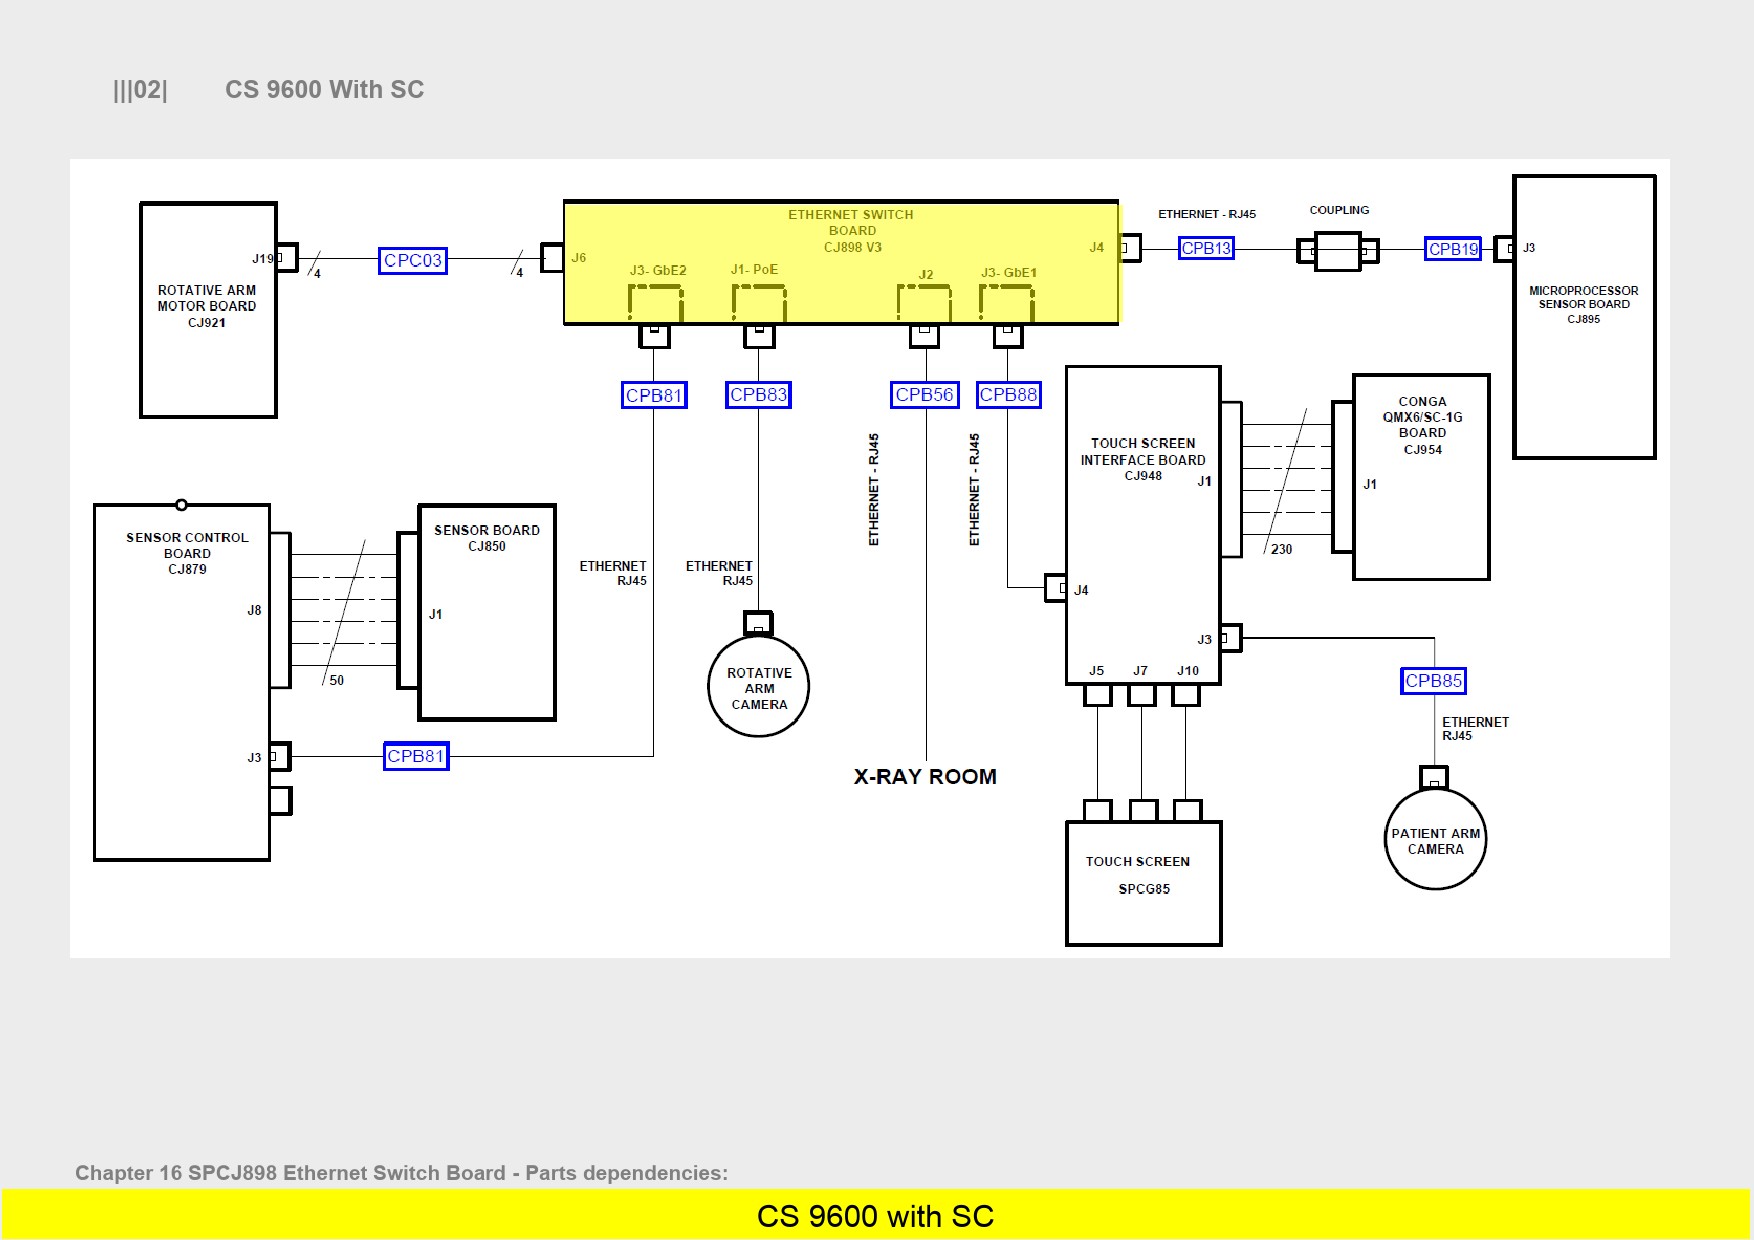 |||02| CS 9600 With SC
ETHERNET SWITCH
BOARD
CJ898 V3
J6
J3- GbE2
J1- PoE
J2
J3- GbE1
J4
J19
4
CPC03
4
ROTATIVE ARM
MOTOR BOARD
CJ921
ETHERNET - RJ45
COUPLING
CPB13
CPB19
J3
MICROPROCESSOR
SENSOR BOARD
CJ895
CPB81
CPB83
CPB56
CPB88
ETHERNET - RJ45
ETHERNET - RJ45
TOUCH SCREEN
INTERFACE BOARD
CJ948
J1
CONGA
QMX6/SC-1G
BOARD
CJ954
J1
230
SENSOR CONTROL
BOARD
CJ879
J8
SENSOR BOARD
CJ850
J1
50
ETHERNET
RJ45
ETHERNET
RJ45
J4
J3
J5 J7 J10
ROTATIVE
ARM
CAMERA
CPB85
ETHERNET
RJ45
J3
CPB81
X-RAY ROOM
PATIENT ARM
CAMERA
TOUCH SCREEN
SPCG85
Chapter 16 SPCJ898 Ethernet Switch Board - Parts dependencies:
CS 9600 with SC